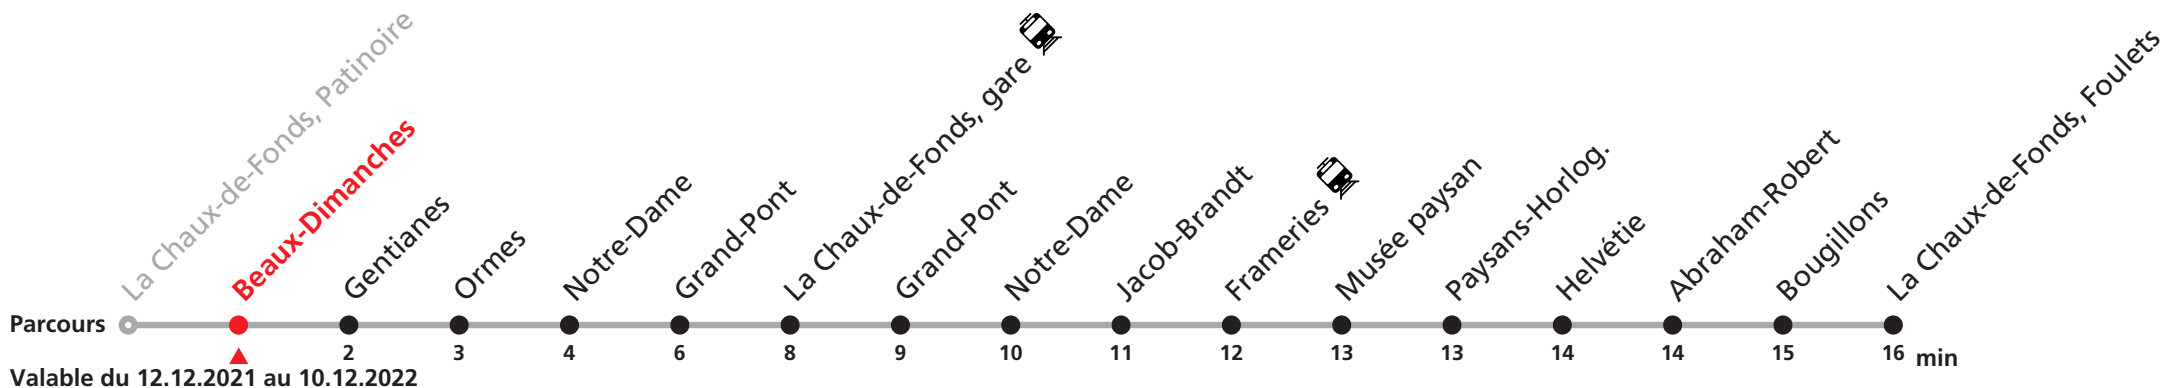 La Chaux-de-Fonds, Patinoire
Beaux-Dimanches
Gentianes
Ormes
Notre-Dame
Grand-Pont
La Chaux-de-Fonds, gare
Grand-Pont
Notre-Dame
Jacob-Brandt
Frameries
Musée paysan
Paysans-Horlog.
Helvétie
Abraham-Robert
Bougillons
La Chaux-de-Fonds, Foulets
Parcours
2 3 4 6 8 9 10 11 12 13 13 14 14 15 16 min
Valable du 12.12.2021 au 10.12.2022